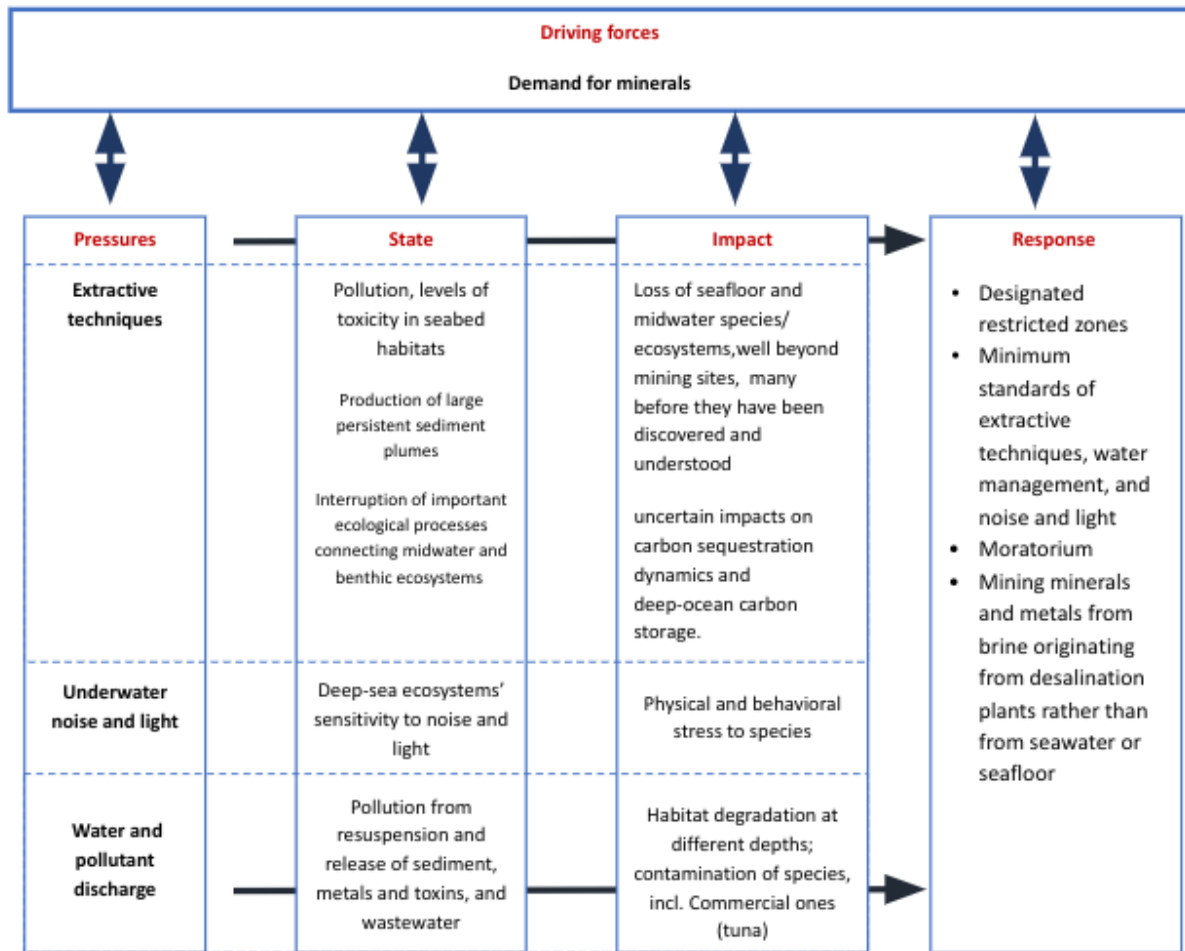 Driving forces
Demand for minerals
Pressures
State
Impact
Response
Extractive
techniques
Pollution, levels of
toxicity in seabed
habitats
Production of large
persistent sediment
plumes
Interruption of important
ecological processes
connecting midwater and
benthic ecosystems
Loss of seafloor and
midwater species/
ecosystems,well beyond
mining sites, many
before they have been
discovered and
understood
uncertain impacts on
carbon sequestration
dynamics and
deep-ocean carbon
storage.
Underwater
noise and light
Deep-sea ecosystems’
sensitivity to noise and
light
Physical and behavioral
stress to species
Water and
pollutant
discharge
Pollution from
resuspension and
release of sediment,
metals and toxins, and
wastewater
Habitat degradation at
different depths;
contamination of species,
incl. Commercial ones
(tuna)
• Designated
restricted zones
• Minimum
standards of
extractive
techniques, water
management, and
noise and light
• Moratorium
• Mining minerals
and metals from
brine originating
from desalination
plants rather than
from seawater or
seafloor